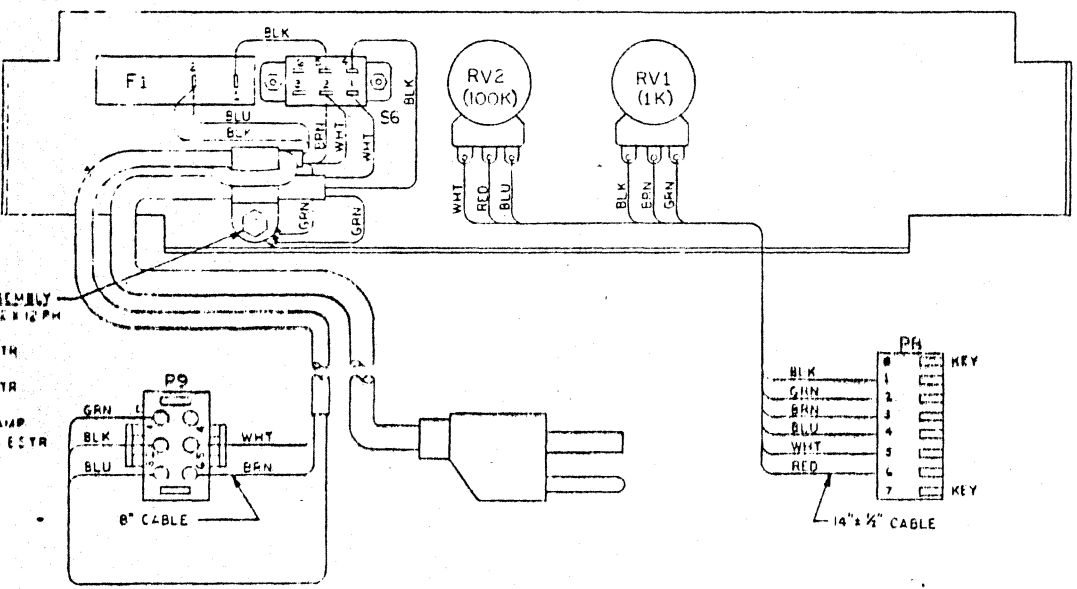 BLK
F1
S6
BLU
BLK
BRN
WHT
WHT
BLK
GRN
GRN
RV2
(100K)
RV1
(1K)
WHT
RED
BLU
BLK
BRN
GRN
P9
GRN
BLK
BLU
WHT
BRN
8" CABLE
P8
0 KEY
BLK 1
GRN 2
BRN 3
BLU 4
WHT 5
RED 6
7 KEY
14" x ½" CABLE